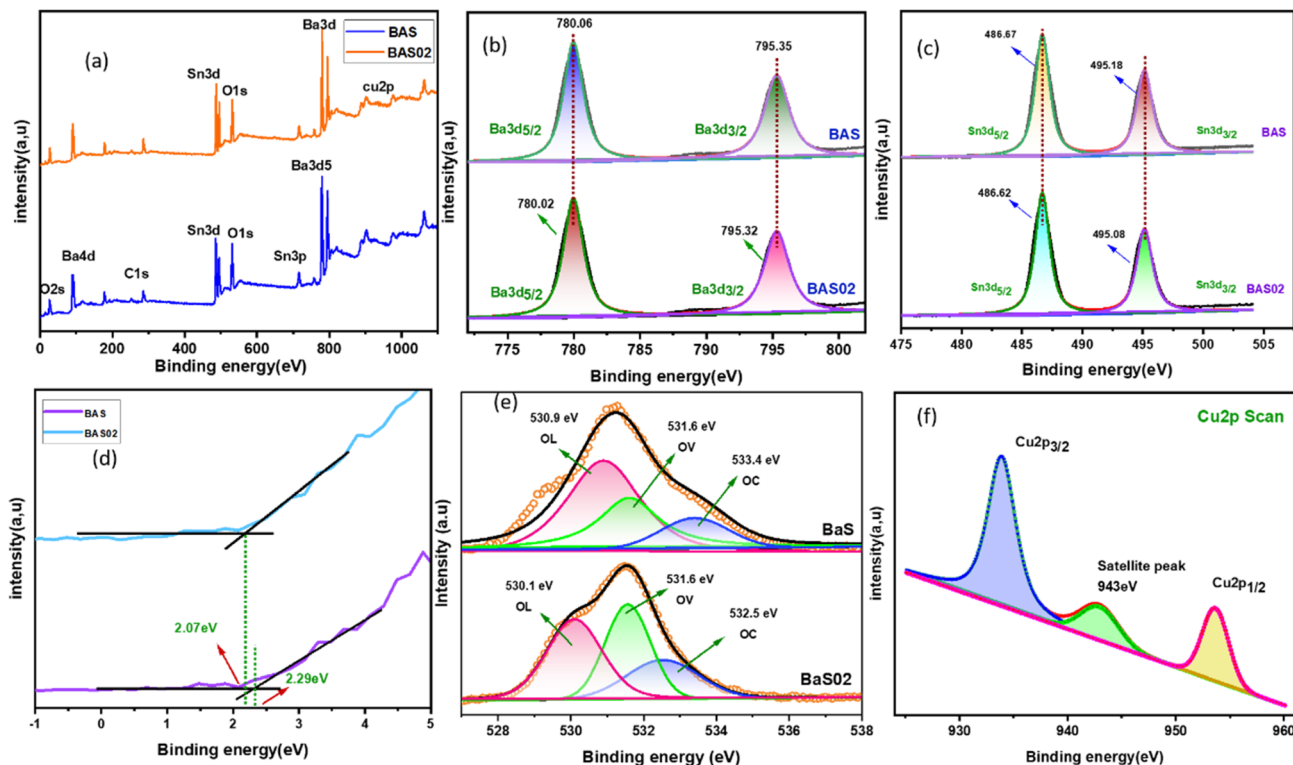 (a)
BAS
BAS02
Ba3d
Sn3d
O1s
cu2p
Ba3d5
Sn3d
O1s
Sn3p
Ba4d
C1s
O2s
intensity(a,u)
0 200 400 600 800 1000
Binding energy(eV)
(b)
780.06
795.35
Ba3d5/2
Ba3d3/2
BAS
780.02
795.32
Ba3d5/2
Ba3d3/2
BAS02
intensity(a,u)
775 780 785 790 795 800
Binding energy(eV)
(c)
486.67
495.18
Sn3d5/2
Sn3d3/2
BAS
486.62
495.08
Sn3d5/2
Sn3d3/2
BAS02
intensity(a,u)
475 480 485 490 495 500 505
Binding energy(eV)
BAS
BAS02
(d)
2.07eV
2.29eV
intensity(a,u)
-1 0 1 2 3 4 5
Binding energy(eV)
(e)
530.9 eV
OL
531.6 eV
OV
533.4 eV
OC
BaS
530.1 eV
OL
531.6 eV
OV
532.5 eV
OC
BaS02
Intensity(a,u)
528 530 532 534 536 538
Binding energy (eV)
(f)
Cu2p Scan
Cu2p3/2
Satellite peak
943eV
Cu2p1/2
intensity(a,u)
930 940 950 960
Binding energy(eV)